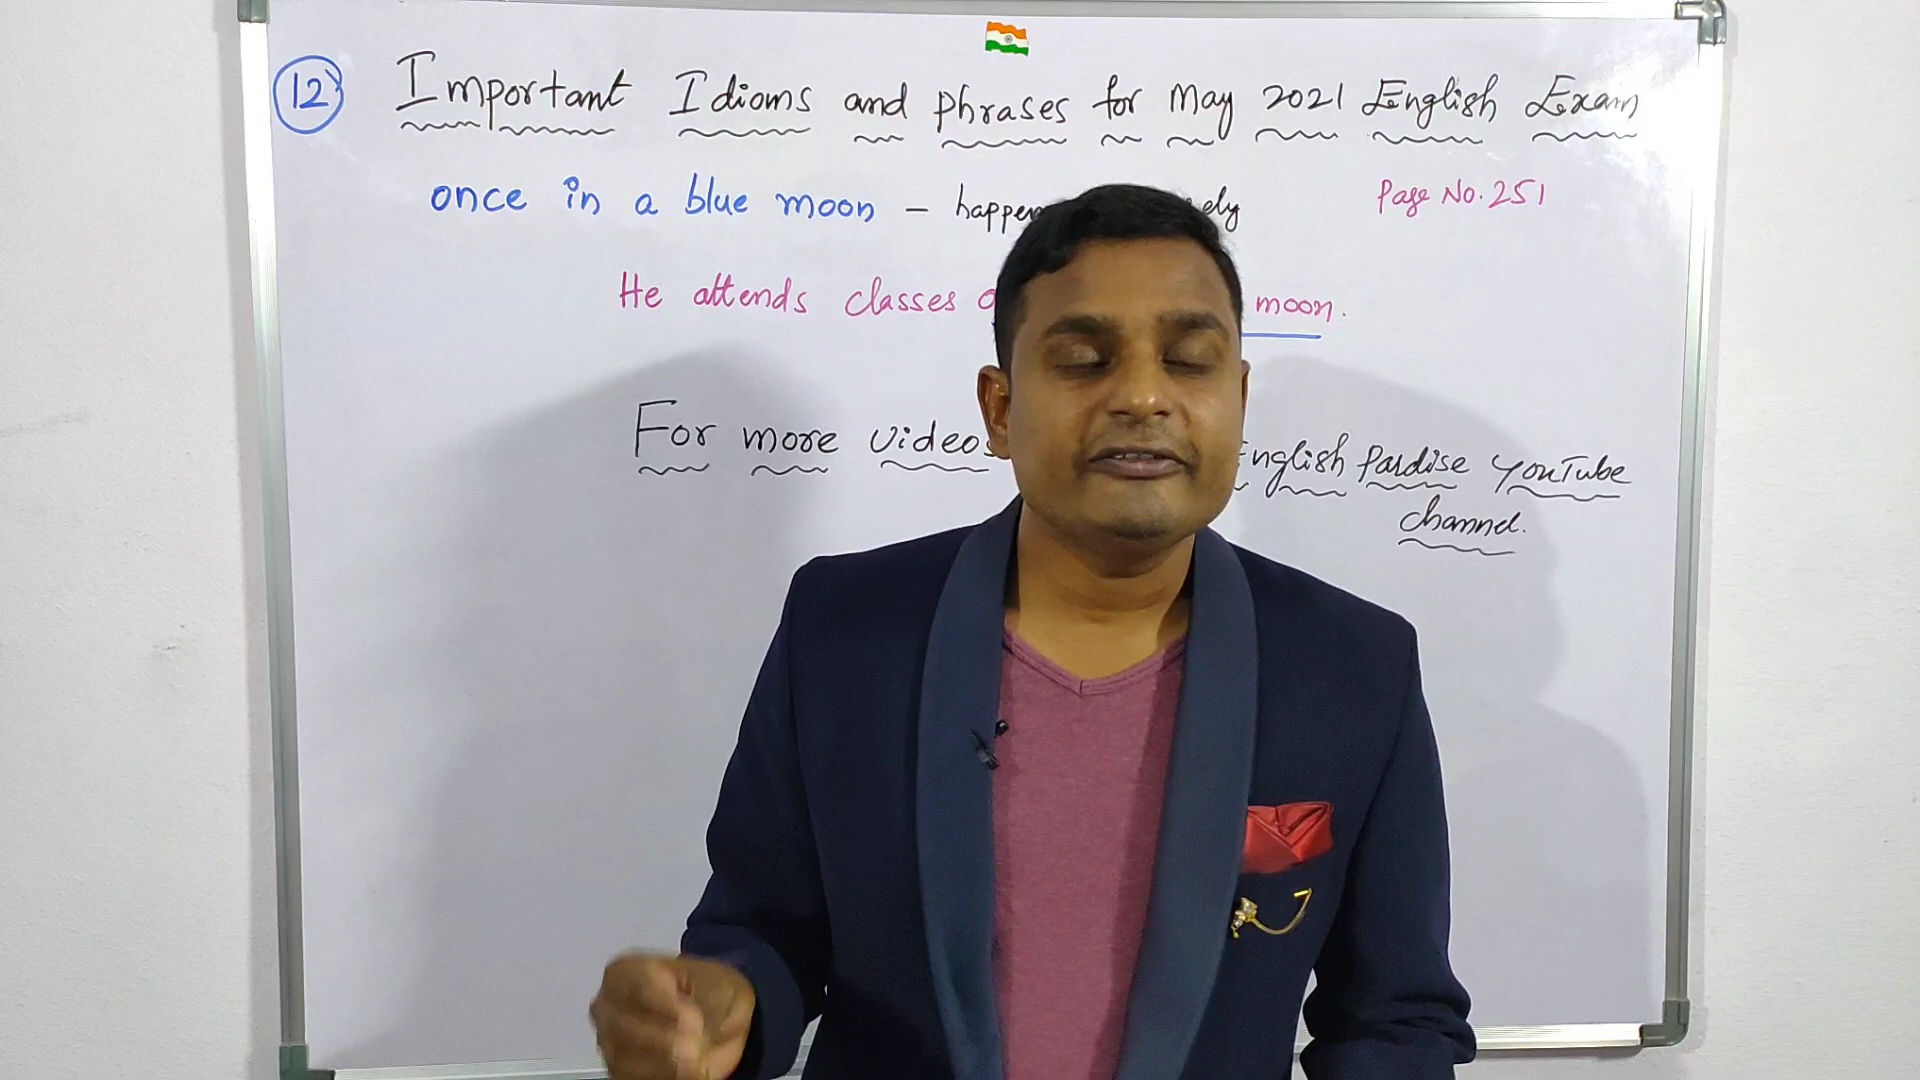 12 Important Idioms and phrases for May 2021 English Exam
once in a blue moon – happen
Page No. 251
He attends classes moon.
For more videos English Pardise YouTube
channel.